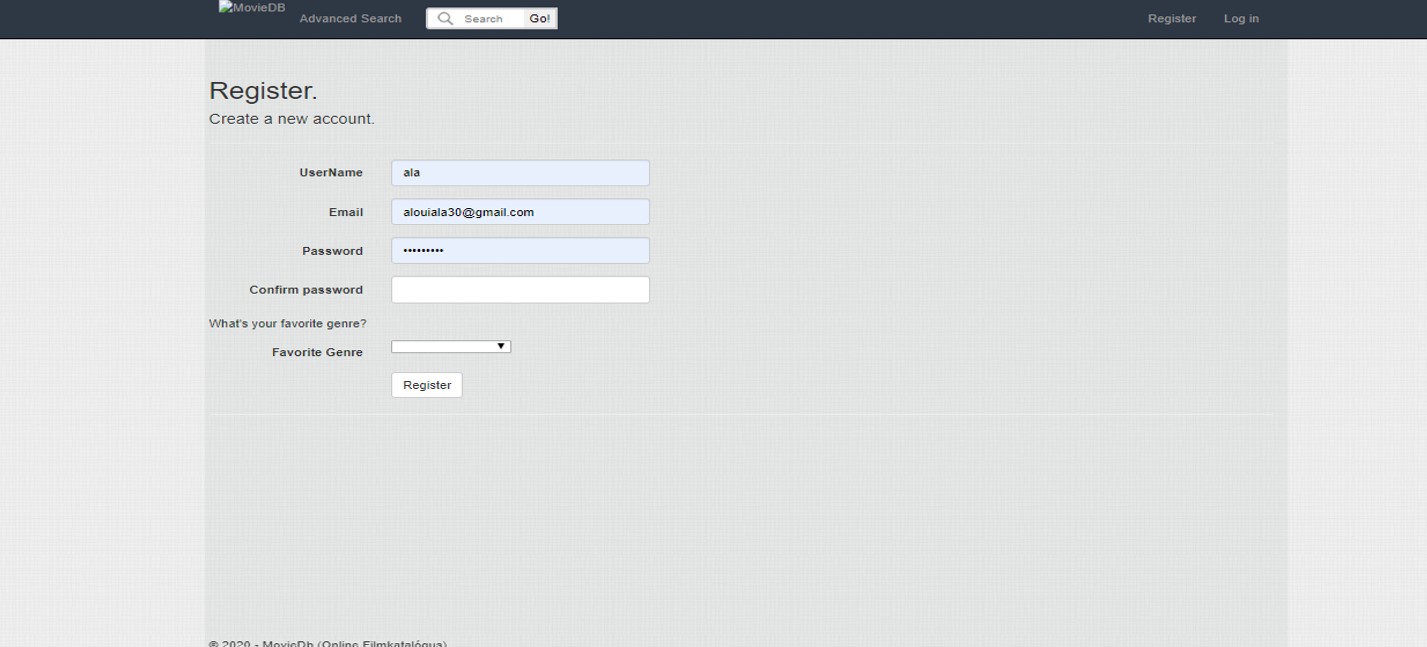 MovieDB
Advanced Search
Search
Go!
Register
Log in
Register.
Create a new account.
UserName
ala
Email
alouiala30@gmail.com
Password
•••••••••
Confirm password
What's your favorite genre?
Favorite Genre
Register
© 2020 - MovieDb (Online Filmkatalógus)